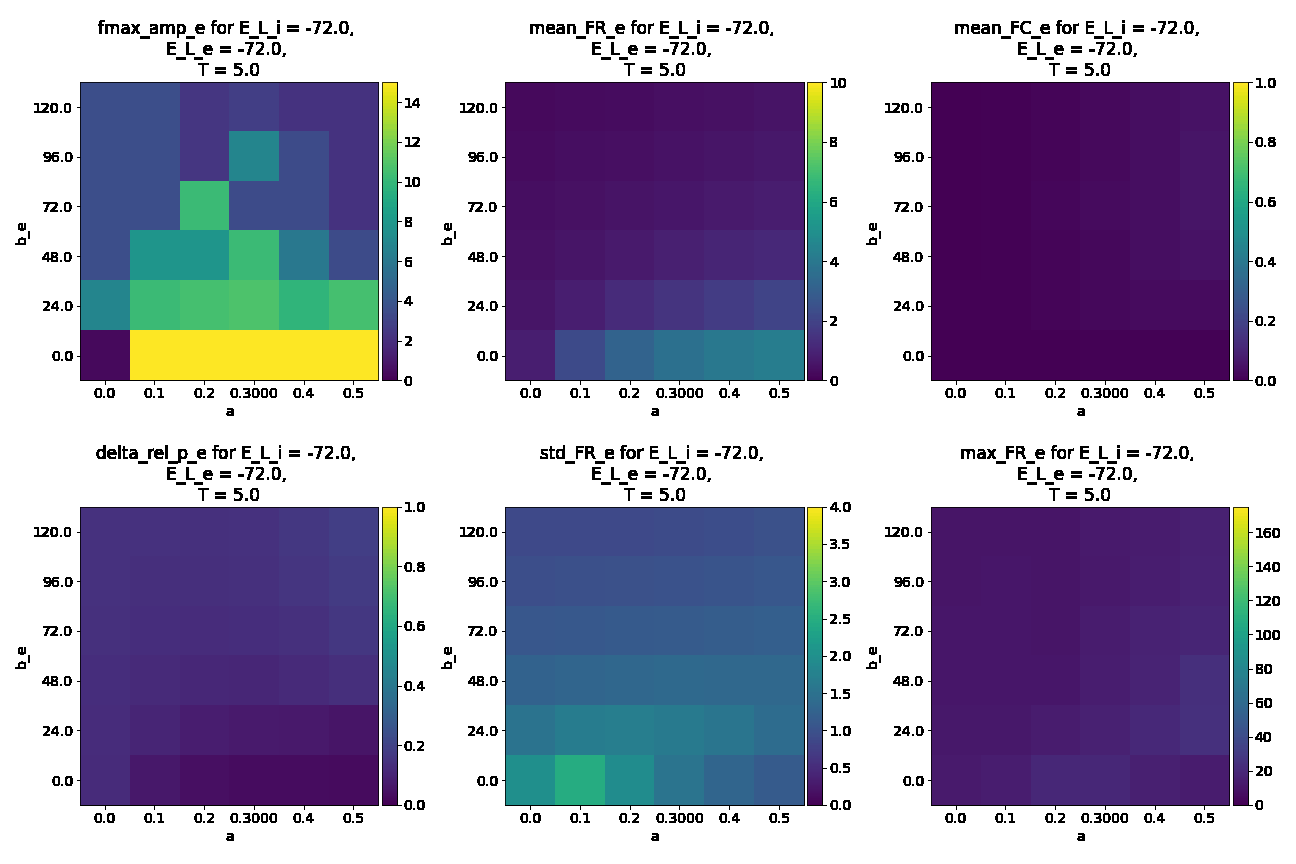 fmax_amp_e for E_L_i = -72.0,
E_L_e = -72.0,
T = 5.0
120.0
96.0
72.0
48.0
24.0
0.0
b_e
0.0 0.1 0.2 0.3000 0.4 0.5
a
14
12
10
8
6
4
2
0
mean_FR_e for E_L_i = -72.0,
E_L_e = -72.0,
T = 5.0
120.0
96.0
72.0
48.0
24.0
0.0
b_e
0.0 0.1 0.2 0.3000 0.4 0.5
a
10
8
6
4
2
0
mean_FC_e for E_L_i = -72.0,
E_L_e = -72.0,
T = 5.0
120.0
96.0
72.0
48.0
24.0
0.0
b_e
0.0 0.1 0.2 0.3000 0.4 0.5
a
1.0
0.8
0.6
0.4
0.2
0.0
delta_rel_p_e for E_L_i = -72.0,
E_L_e = -72.0,
T = 5.0
120.0
96.0
72.0
48.0
24.0
0.0
b_e
0.0 0.1 0.2 0.3000 0.4 0.5
a
1.0
0.8
0.6
0.4
0.2
0.0
std_FR_e for E_L_i = -72.0,
E_L_e = -72.0,
T = 5.0
120.0
96.0
72.0
48.0
24.0
0.0
b_e
0.0 0.1 0.2 0.3000 0.4 0.5
a
4.0
3.5
3.0
2.5
2.0
1.5
1.0
0.5
0.0
max_FR_e for E_L_i = -72.0,
E_L_e = -72.0,
T = 5.0
120.0
96.0
72.0
48.0
24.0
0.0
b_e
0.0 0.1 0.2 0.3000 0.4 0.5
a
160
140
120
100
80
60
40
20
0